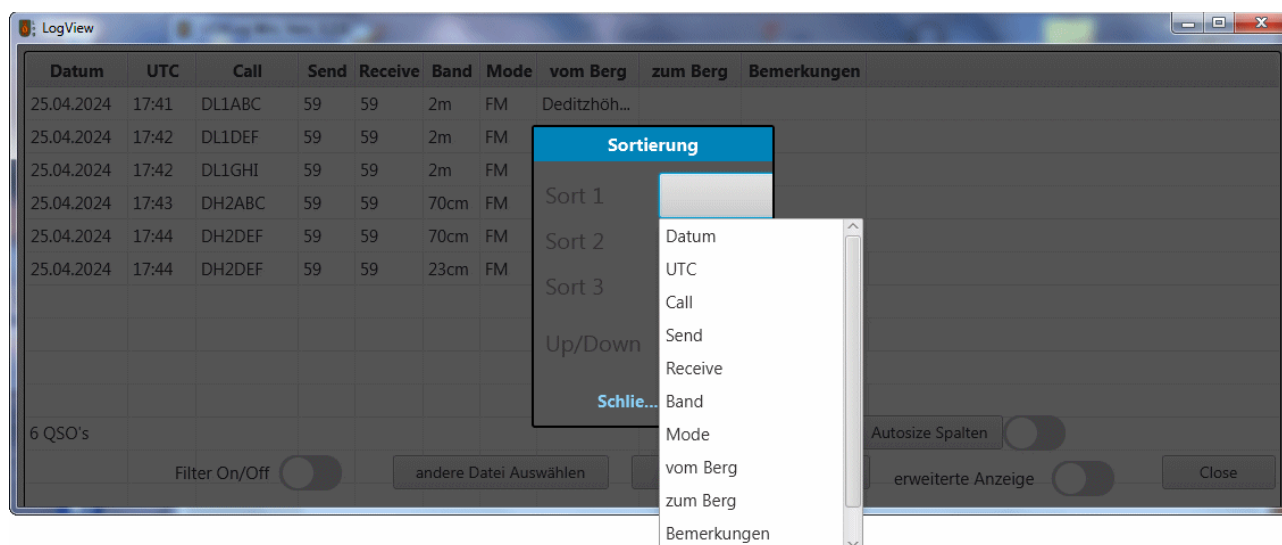 LogView
Datum UTC Call Send Receive Band Mode vom Berg zum Berg Bemerkungen
25.04.2024 17:41 DL1ABC 59 59 2m FM Deditzhöh...
25.04.2024 17:42 DL1DEF 59 59 2m FM
25.04.2024 17:42 DL1GHI 59 59 2m FM
25.04.2024 17:43 DH2ABC 59 59 70cm FM
25.04.2024 17:44 DH2DEF 59 59 70cm FM
25.04.2024 17:44 DH2DEF 59 59 23cm FM
Sortierung
Sort 1
Sort 2
Sort 3
Up/Down
Schlie...
Datum
UTC
Call
Send
Receive
Band
Mode
vom Berg
zum Berg
Bemerkungen
6 QSO's
Autosize Spalten
Filter On/Off
andere Datei Auswählen
erweiterte Anzeige
Close